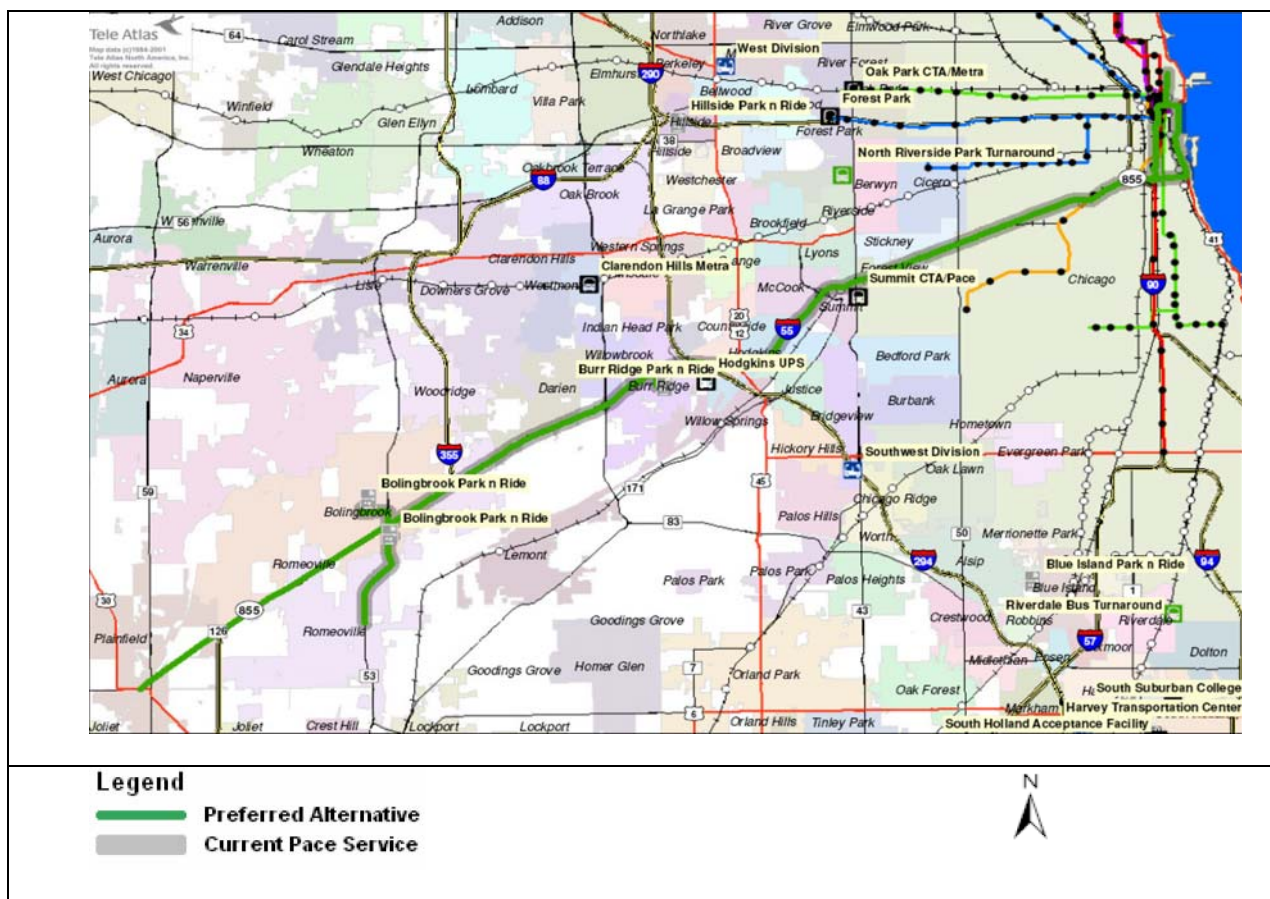 Tele Atlas
Map data (c)1984-2001
Tele Atlas North America, Inc.
All rights reserved.
64
Carol Stream
Addison
Northlake
River Grove
Elmwood Park
West Division
Glendale Heights
Berkeley
River Forest
West Chicago
Elmhurst
290
Oak Park CTA/Metra
Lombard
Villa Park
Bellwood
Winfield
Hillside Park n Ride
Forest Park
Glen Ellyn
Hillside
Forest Park
38
Wheaton
Hillside
Broadview
North Riverside Park Turnaround
Oakbrook Terrace
88
Westchester
Berwyn
Cicero
855
Oak Brook
56
La Grange Park
Riverside
Brookfield
Aurora
Stickney
41
Western Springs
Lyons
Warrenville
Clarendon Hills
Clarendon Hills Metra
Forest View
Summit CTA/Pace
Chicago
Lisle
Downers Grove
McCook
90
Summit
20
12
Indian Head Park
55
34
Willowbrook
Hodgkins UPS
Bedford Park
Burr Ridge Park n Ride
Aurora
Naperville
Woodridge
Darien
Burr Ridge
Justice
Burbank
Willow Springs
Bridgeview
Hometown
Hickory Hills
Southwest Division
Evergreen Park
355
Oak Lawn
Bolingbrook Park n Ride
59
171
45
Chicago Ridge
Bolingbrook
Bolingbrook Park n Ride
83
Palos Hills
50
Merrionette Park
Worth
Lemont
294
Alsip
94
Romeoville
Palos Park
Palos Park
Palos Heights
Blue Island Park n Ride
Blue Island
30
855
43
1
Riverdale Bus Turnaround
126
Romeoville
Goodings Grove
Crestwood
Robbins
Riverdale
Plainfield
57
Dolton
Goodings Grove
Homer Glen
7
Midlothian
53
Orland Park
Oak Forest
South Suburban College
Markham
Harvey Transportation Center
6
Joliet
Joliet
Crest Hill
Lockport
Lockport
Orland Hills
Tinley Park
South Holland Acceptance Facility
Legend
N
Preferred Alternative
Current Pace Service